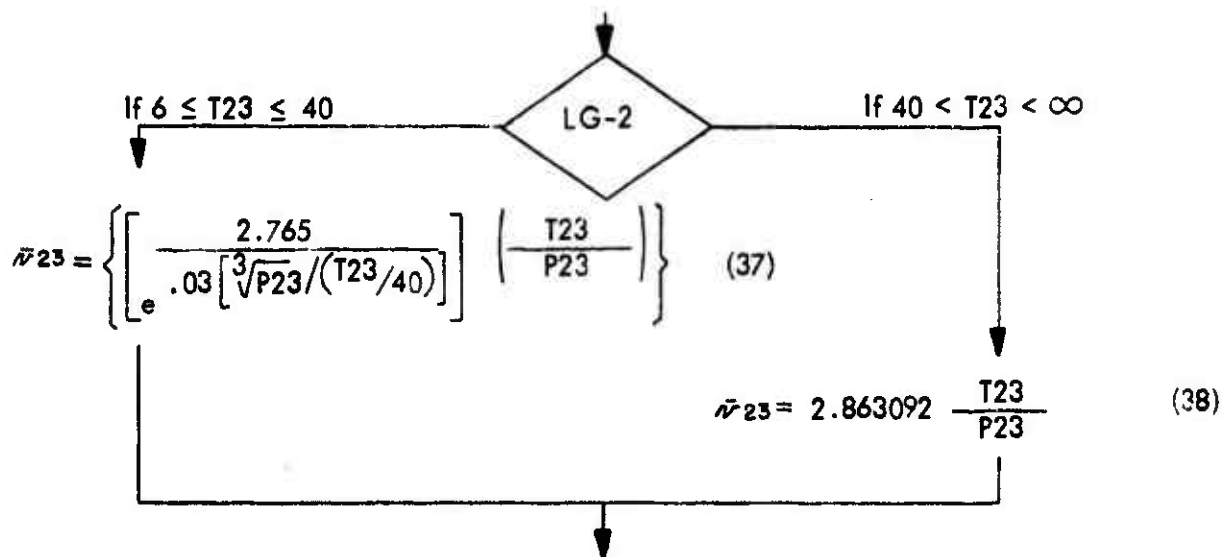 If 6 ≤ T23 ≤ 40
LG-2
If 40 < T23 < ∞
v̄23 = { [ 2.765 / e .03 [ ³√P23 / (T23/40) ] ] ( T23 / P23 ) } (37)
v̄23 = 2.863092 T23 / P23 (38)